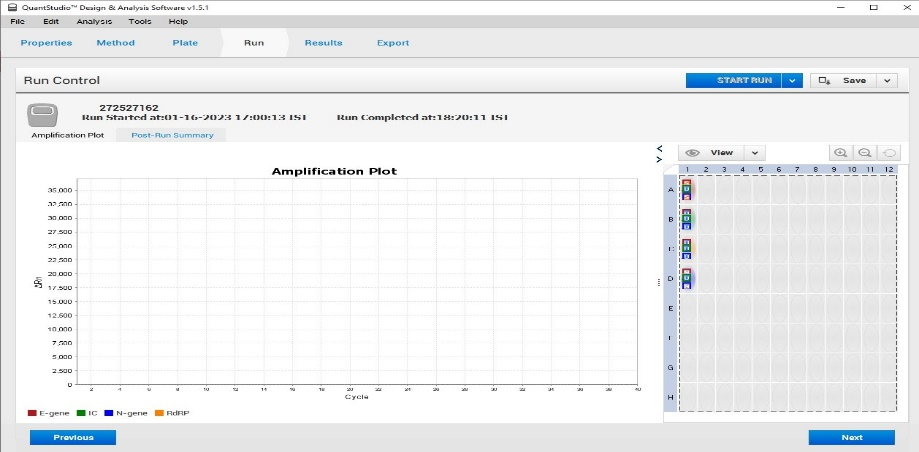 QuantStudio™ Design & Analysis Software v1.5.1
File Edit Analysis Tools Help
Properties Method Plate Run Results Export
Run Control
START RUN
Save
272527162
Run Started at:01-16-2023 17:00:13 IST Run Completed at:18:20:11 IST
Amplification Plot Post-Run Summary
View
Amplification Plot
35,000
32,500
30,000
27,500
25,000
22,500
20,000
17,500
15,000
12,500
10,000
7,500
5,000
2,500
0
ΔRn
2 4 6 8 10 12 14 16 18 20 22 24 26 28 30 32 34 36 38 40
Cycle
E-gene IC N-gene RdRP
1 2 3 4 5 6 7 8 9 10 11 12
A
B
C
D
E
F
G
H
Previous Next